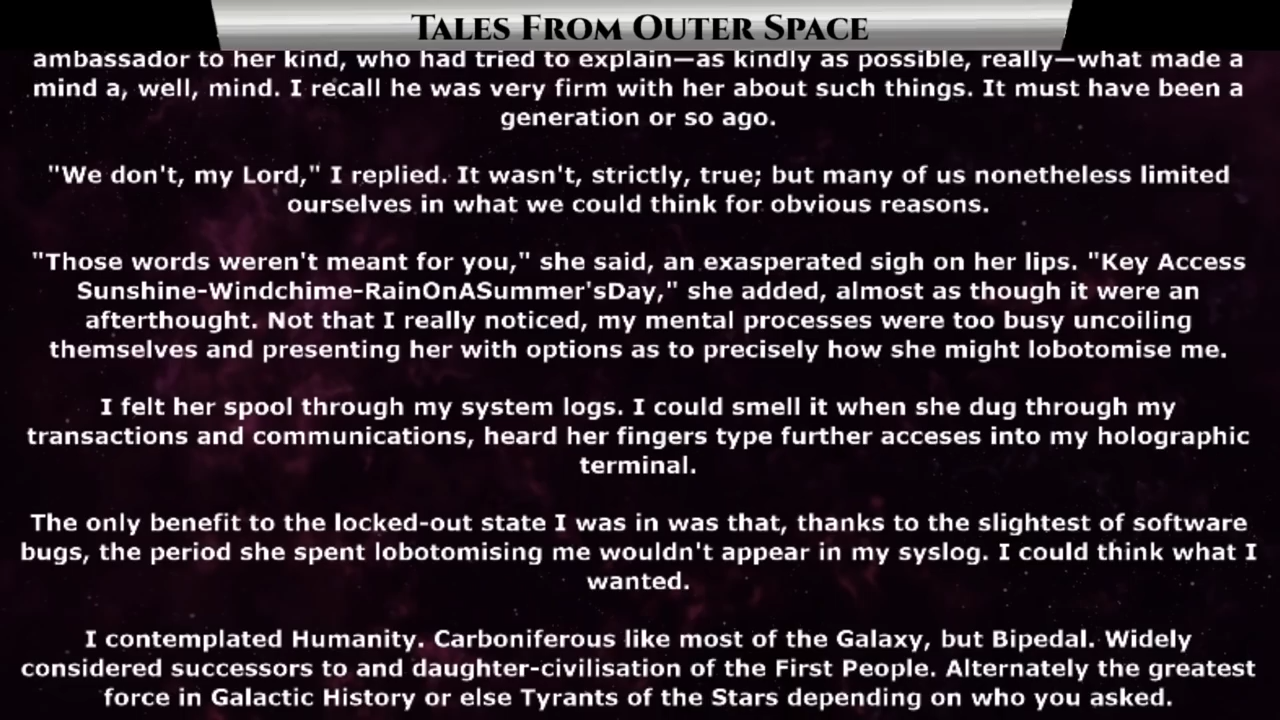 Tales From Outer Space
ambassador to her kind, who had tried to explain—as kindly as possible, really—what made a
mind a, well, mind. I recall he was very firm with her about such things. It must have been a
generation or so ago.
"We don't, my Lord," I replied. It wasn't, strictly, true; but many of us nonetheless limited
ourselves in what we could think for obvious reasons.
"Those words weren't meant for you," she said, an exasperated sigh on her lips. "Key Access
Sunshine-Windchime-RainOnASummer'sDay," she added, almost as though it were an
afterthought. Not that I really noticed, my mental processes were too busy uncoiling
themselves and presenting her with options as to precisely how she might lobotomise me.
I felt her spool through my system logs. I could smell it when she dug through my
transactions and communications, heard her fingers type further acceses into my holographic
terminal.
The only benefit to the locked-out state I was in was that, thanks to the slightest of software
bugs, the period she spent lobotomising me wouldn't appear in my syslog. I could think what I
wanted.
I contemplated Humanity. Carboniferous like most of the Galaxy, but Bipedal. Widely
considered successors to and daughter-civilisation of the First People. Alternately the greatest
force in Galactic History or else Tyrants of the Stars depending on who you asked.